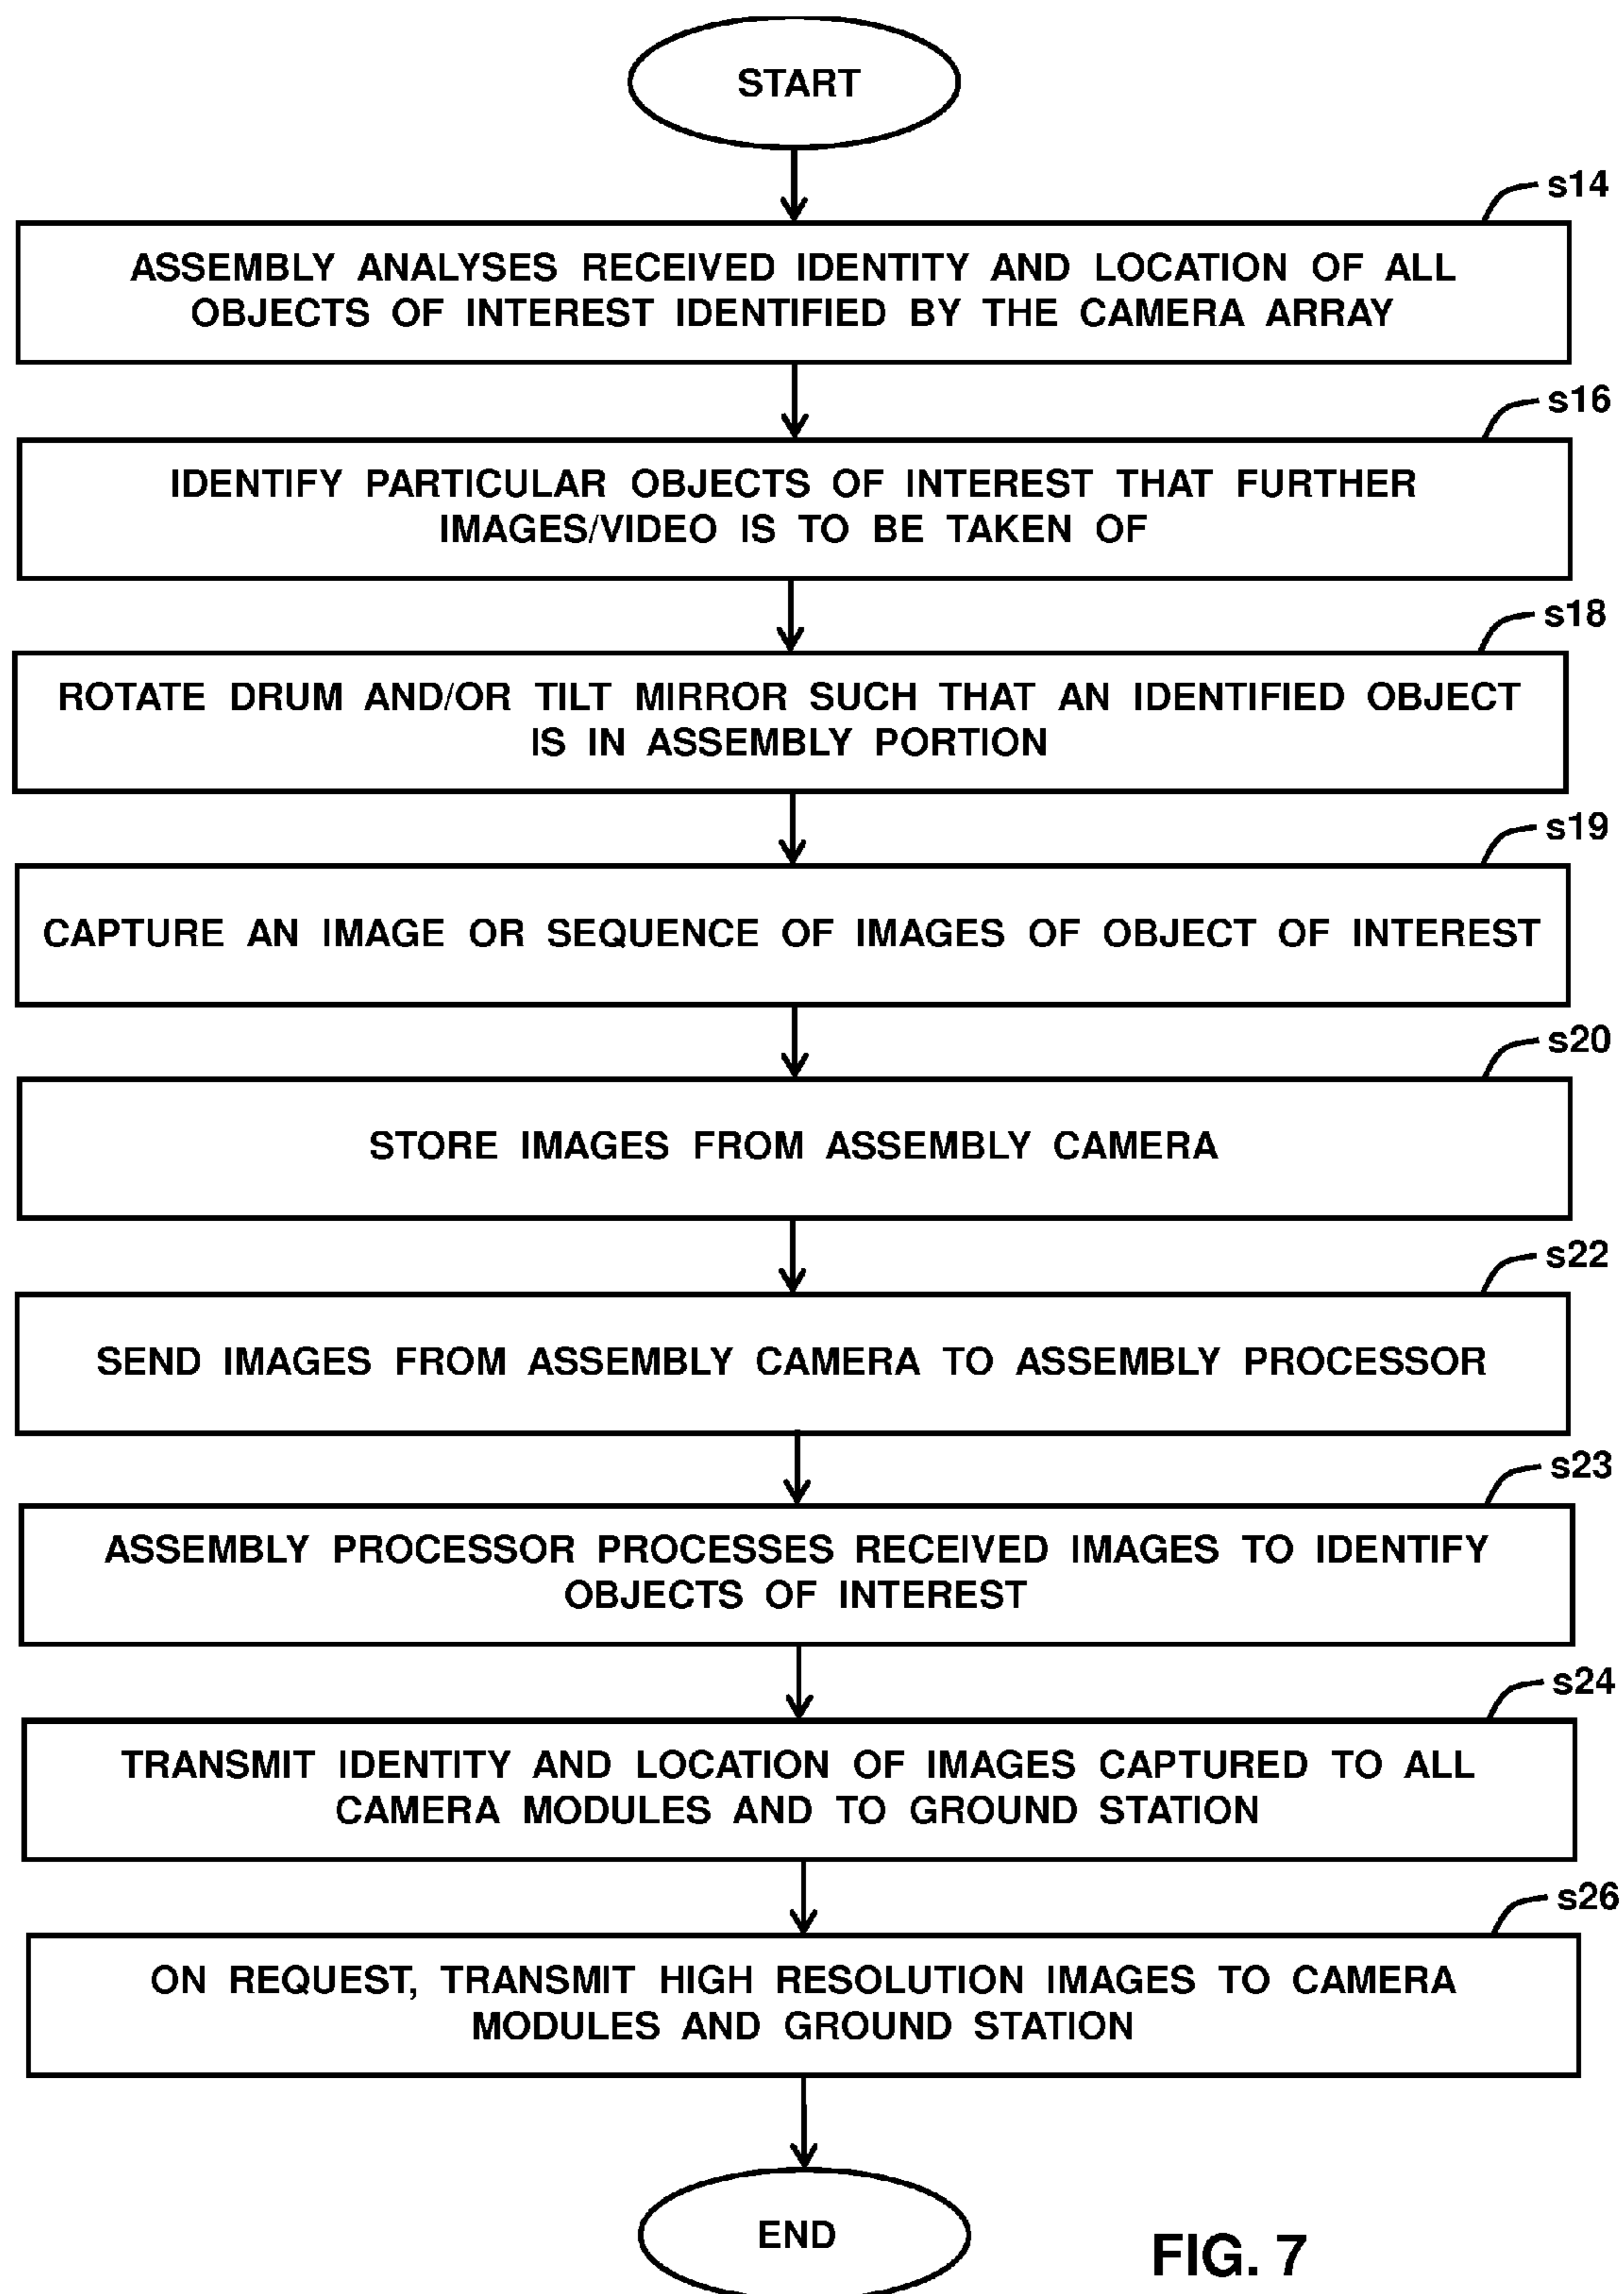 START
s14
ASSEMBLY ANALYSES RECEIVED IDENTITY AND LOCATION OF ALL
OBJECTS OF INTEREST IDENTIFIED BY THE CAMERA ARRAY
s16
IDENTIFY PARTICULAR OBJECTS OF INTEREST THAT FURTHER
IMAGES/VIDEO IS TO BE TAKEN OF
s18
ROTATE DRUM AND/OR TILT MIRROR SUCH THAT AN IDENTIFIED OBJECT
IS IN ASSEMBLY PORTION
s19
CAPTURE AN IMAGE OR SEQUENCE OF IMAGES OF OBJECT OF INTEREST
s20
STORE IMAGES FROM ASSEMBLY CAMERA
s22
SEND IMAGES FROM ASSEMBLY CAMERA TO ASSEMBLY PROCESSOR
s23
ASSEMBLY PROCESSOR PROCESSES RECEIVED IMAGES TO IDENTIFY
OBJECTS OF INTEREST
s24
TRANSMIT IDENTITY AND LOCATION OF IMAGES CAPTURED TO ALL
CAMERA MODULES AND TO GROUND STATION
s26
ON REQUEST, TRANSMIT HIGH RESOLUTION IMAGES TO CAMERA
MODULES AND GROUND STATION
END
FIG. 7